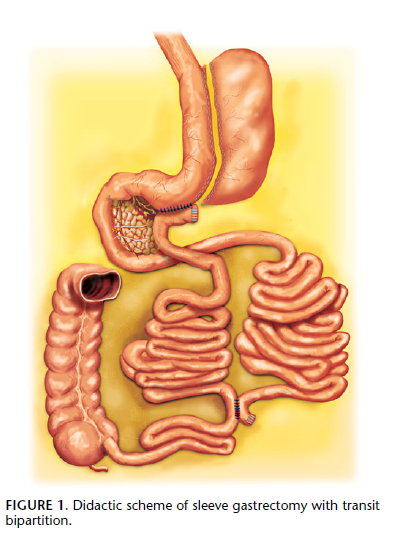 FIGURE 1. Didactic scheme of sleeve gastrectomy with transit
bipartition.